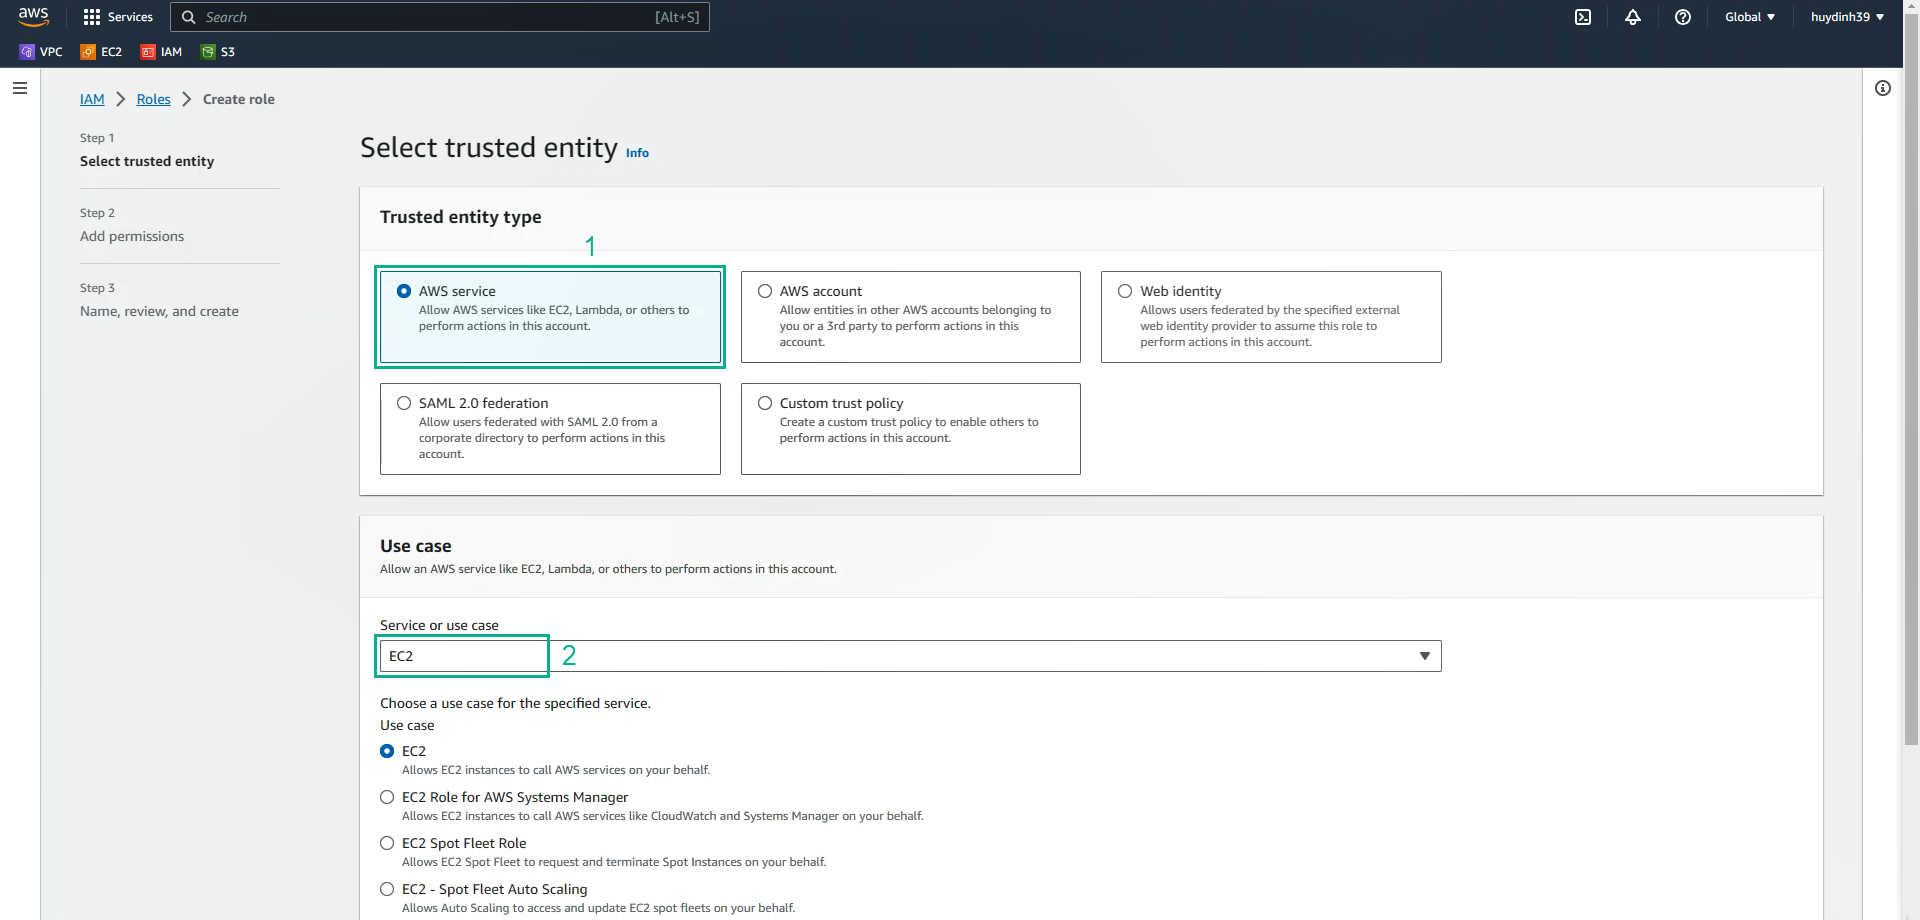 aws
Services
Search
[Alt+S]
Global
huydinh39
VPC
EC2
IAM
S3
IAM
Roles
Create role
Step 1
Select trusted entity
Step 2
Add permissions
Step 3
Name, review, and create
Select trusted entity Info
Trusted entity type
1
AWS service
Allow AWS services like EC2, Lambda, or others to
perform actions in this account.
AWS account
Allow entities in other AWS accounts belonging to
you or a 3rd party to perform actions in this
account.
Web identity
Allows users federated by the specified external
web identity provider to assume this role to
perform actions in this account.
SAML 2.0 federation
Allow users federated with SAML 2.0 from a
corporate directory to perform actions in this
account.
Custom trust policy
Create a custom trust policy to enable others to
perform actions in this account.
Use case
Allow an AWS service like EC2, Lambda, or others to perform actions in this account.
Service or use case
EC2
2
Choose a use case for the specified service.
Use case
EC2
Allows EC2 instances to call AWS services on your behalf.
EC2 Role for AWS Systems Manager
Allows EC2 instances to call AWS services like CloudWatch and Systems Manager on your behalf.
EC2 Spot Fleet Role
Allows EC2 Spot Fleet to request and terminate Spot Instances on your behalf.
EC2 - Spot Fleet Auto Scaling
Allows Auto Scaling to access and update EC2 spot fleets on your behalf.